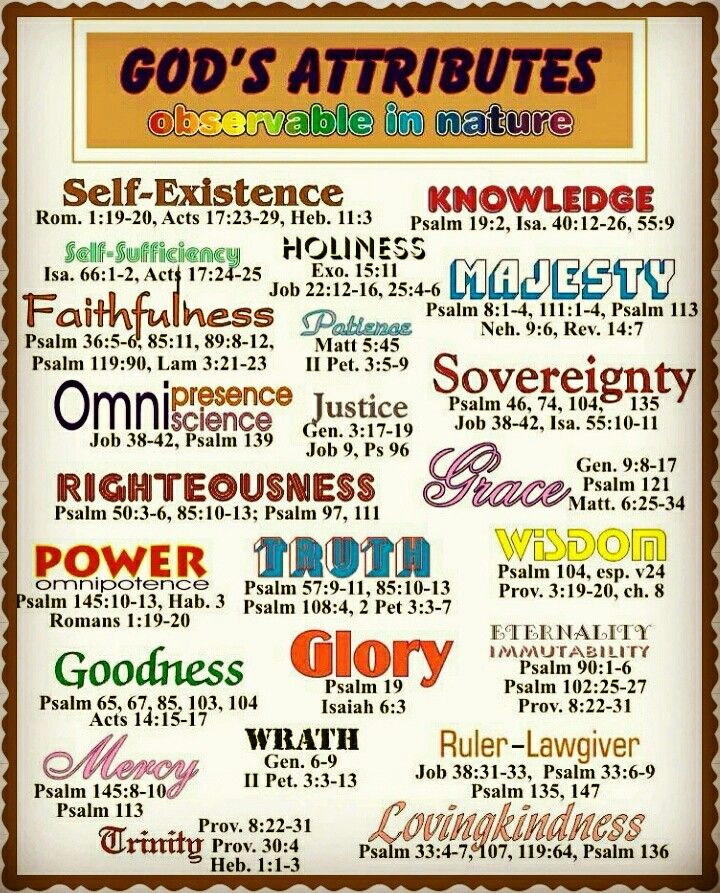 GOD'S ATTRIBUTES
observable in nature
Self-Existence
Rom. 1:19-20, Acts 17:23-29, Heb. 11:3
KNOWLEDGE
Psalm 19:2, Isa. 40:12-26, 55:9
Self-Sufficiency
Isa. 66:1-2, Acts 17:24-25
HOLINESS
Exo. 15:11
Job 22:12-16, 25:4-6
MAJESTY
Psalm 8:1-4, 111:1-4, Psalm 113
Neh. 9:6, Rev. 14:7
Faithfulness
Psalm 36:5-6, 85:11, 89:8-12,
Psalm 119:90, Lam 3:21-23
Patience
Matt 5:45
II Pet. 3:5-9
Sovereignty
Psalm 46, 74, 104, 135
Job 38-42, Isa. 55:10-11
Omnipresence
science
Job 38-42, Psalm 139
Justice
Gen. 3:17-19
Job 9, Ps 96
RIGHTEOUSNESS
Psalm 50:3-6, 85:10-13; Psalm 97, 111
Grace
Gen. 9:8-17
Psalm 121
Matt. 6:25-34
POWER
omnipotence
Psalm 145:10-13, Hab. 3
Romans 1:19-20
TRUTH
Psalm 57:9-11, 85:10-13
Psalm 108:4, 2 Pet 3:3-7
WISDOM
Psalm 104, esp. v24
Prov. 3:19-20, ch. 8
Goodness
Psalm 65, 67, 85, 103, 104
Acts 14:15-17
Glory
Psalm 19
Isaiah 6:3
ETERNALITY
IMMUTABILITY
Psalm 90:1-6
Psalm 102:25-27
Prov. 8:22-31
Mercy
Psalm 145:8-10
Psalm 113
WRATH
Gen. 6-9
II Pet. 3:3-13
Ruler-Lawgiver
Job 38:31-33, Psalm 33:6-9
Psalm 135, 147
Trinity
Prov. 8:22-31
Prov. 30:4
Heb. 1:1-3
Lovingkindness
Psalm 33:4-7, 107, 119:64, Psalm 136